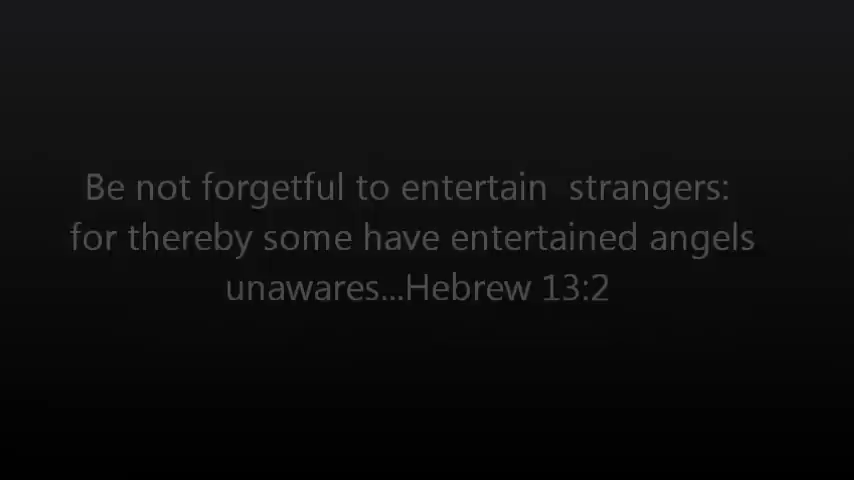 Be not forgetful to entertain  strangers:
for thereby some have entertained angels
unawares...Hebrew 13:2